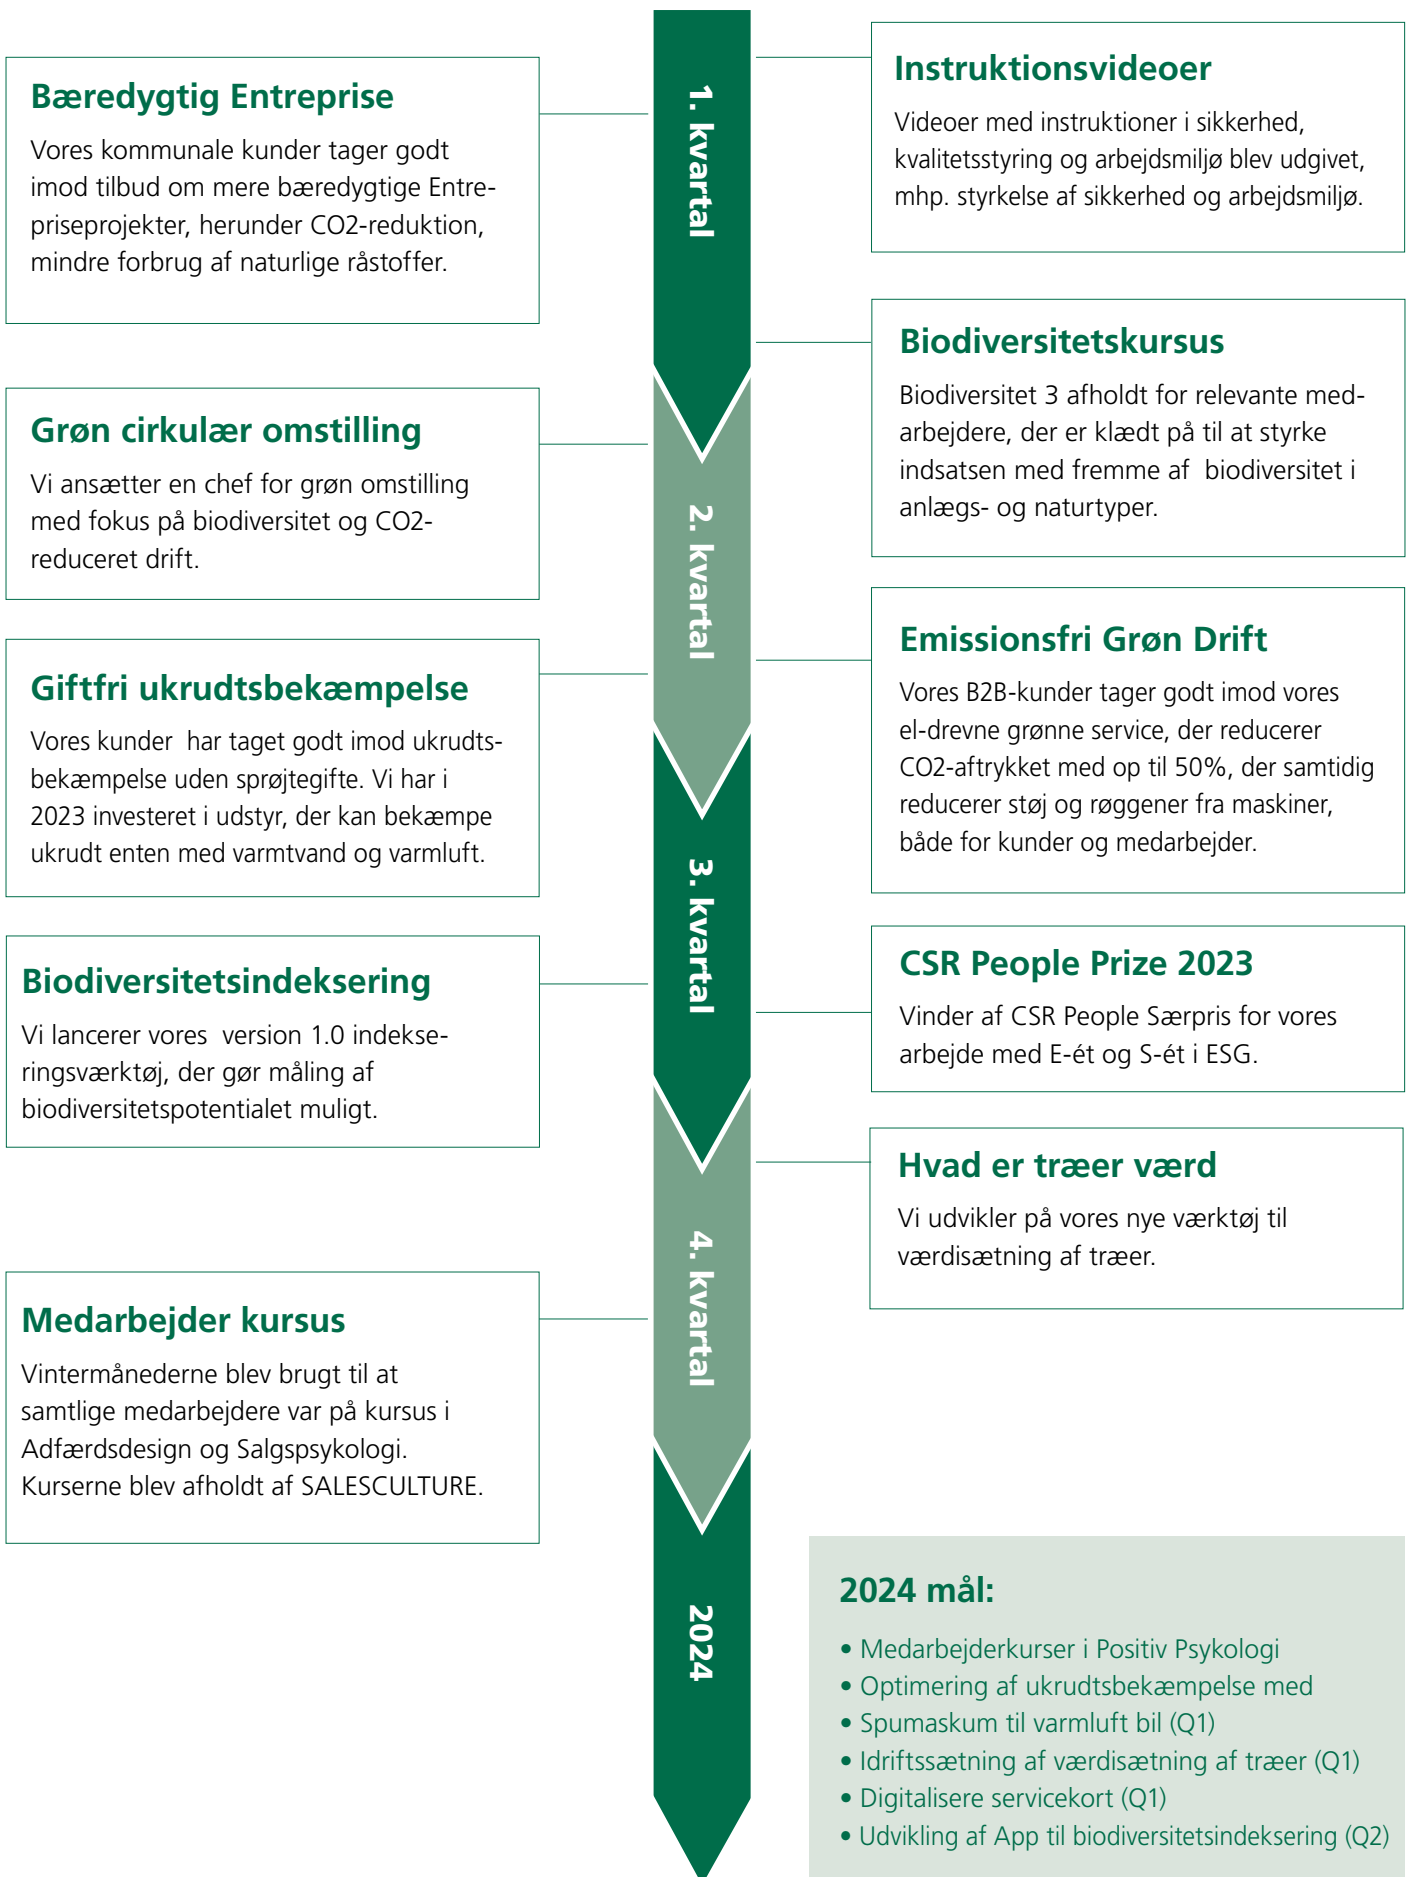 1. kvartal
Bæredygtig Entreprise
Vores kommunale kunder tager godt
imod tilbud om mere bæredygtige Entre-
priseprojekter, herunder CO2-reduktion,
mindre forbrug af naturlige råstoffer.
Instruktionsvideoer
Videoer med instruktioner i sikkerhed,
kvalitetsstyring og arbejdsmiljø blev udgivet,
mhp. styrkelse af sikkerhed og arbejdsmiljø.
Biodiversitetskursus
Biodiversitet 3 afholdt for relevante med-
arbejdere, der er klædt på til at styrke
indsatsen med fremme af  biodiversitet i
anlægs- og naturtyper.
2. kvartal
Grøn cirkulær omstilling
Vi ansætter en chef for grøn omstilling
med fokus på biodiversitet og CO2-
reduceret drift.
Giftfri ukrudtsbekæmpelse
Vores kunder  har taget godt imod ukrudts-
bekæmpelse uden sprøjtegifte. Vi har i
2023 investeret i udstyr, der kan bekæmpe
ukrudt enten med varmtvand og varmluft.
Emissionsfri Grøn Drift
Vores B2B-kunder tager godt imod vores
el-drevne grønne service, der reducerer
CO2-aftrykket med op til 50%, der samtidig
reducerer støj og røggener fra maskiner,
både for kunder og medarbejder.
3. kvartal
Biodiversitetsindeksering
Vi lancerer vores  version 1.0 indekse-
ringsværktøj, der gør måling af
biodiversitetspotentialet muligt.
CSR People Prize 2023
Vinder af CSR People Særpris for vores
arbejde med E-ét og S-ét i ESG.
4. kvartal
Hvad er træer værd
Vi udvikler på vores nye værktøj til
værdisætning af træer.
Medarbejder kursus
Vintermånederne blev brugt til at
samtlige medarbejdere var på kursus i
Adfærdsdesign og Salgspsykologi.
Kurserne blev afholdt af SALESCULTURE.
2024
2024 mål:
• Medarbejderkurser i Positiv Psykologi
• Optimering af ukrudtsbekæmpelse med
• Spumaskum til varmluft bil (Q1)
• Idriftssætning af værdisætning af træer (Q1)
• Digitalisere servicekort (Q1)
• Udvikling af App til biodiversitetsindeksering (Q2)